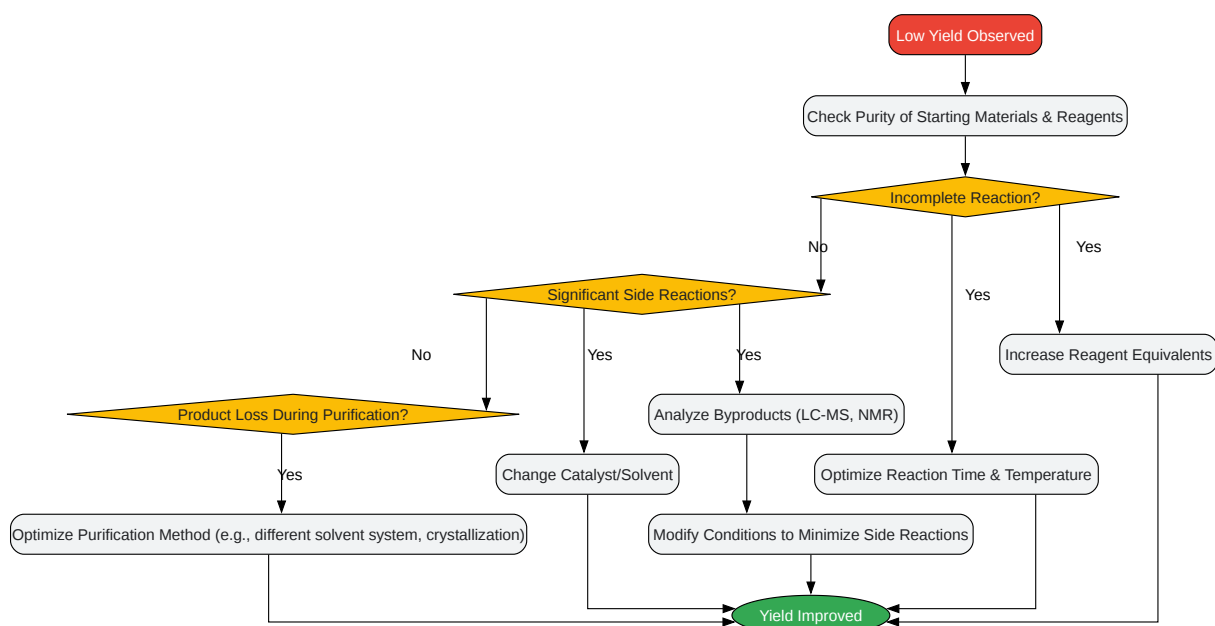 Low Yield Observed
Check Purity of Starting Materials & Reagents
Incomplete Reaction?
No
Yes
Significant Side Reactions?
Yes
No
Yes
Yes
Increase Reagent Equivalents
Product Loss During Purification?
Analyze Byproducts (LC-MS, NMR)
Yes
Change Catalyst/Solvent
Optimize Reaction Time & Temperature
Optimize Purification Method (e.g., different solvent system, crystallization)
Modify Conditions to Minimize Side Reactions
Yield Improved